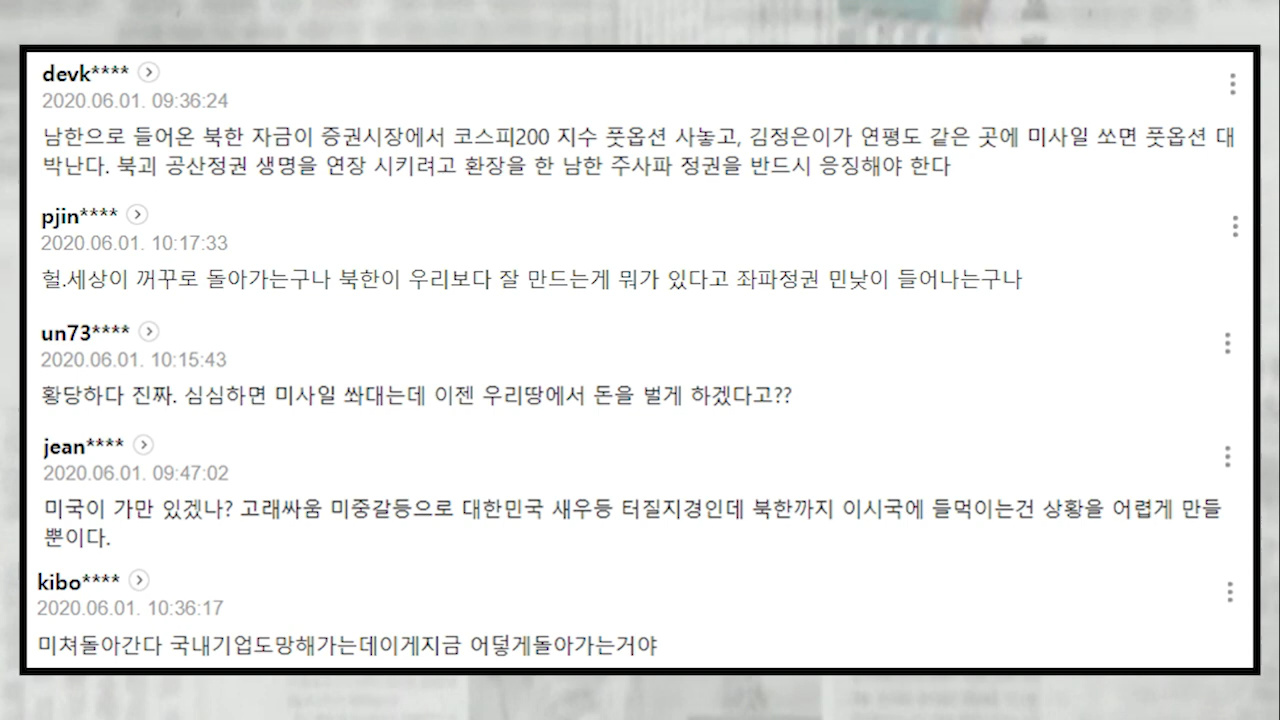 devk****
2020.06.01. 09:36:24
남한으로 들어온 북한 자금이 증권시장에서 코스피200 지수 풋옵션 사놓고, 김정은이가 연평도 같은 곳에 미사일 쏘면 풋옵션 대
박난다. 북괴 공산정권 생명을 연장 시키려고 환장을 한 남한 주사파 정권을 반드시 응징해야 한다
pjin****
2020.06.01. 10:17:33
헐.세상이 꺼꾸로 돌아가는구나 북한이 우리보다 잘 만드는게 뭐가 있다고 좌파정권 민낯이 들어나는구나
un73****
2020.06.01. 10:15:43
황당하다 진짜. 심심하면 미사일 쏴대는데 이젠 우리땅에서 돈을 벌게 하겠다고??
jean****
2020.06.01. 09:47:02
미국이 가만 있겠나? 고래싸움 미중갈등으로 대한민국 새우등 터질지경인데 북한까지 이시국에 들먹이는건 상황을 어렵게 만들
뿐이다.
kibo****
2020.06.01. 10:36:17
미쳐돌아간다 국내기업도망해가는데이게지금 어덯게돌아가는거야